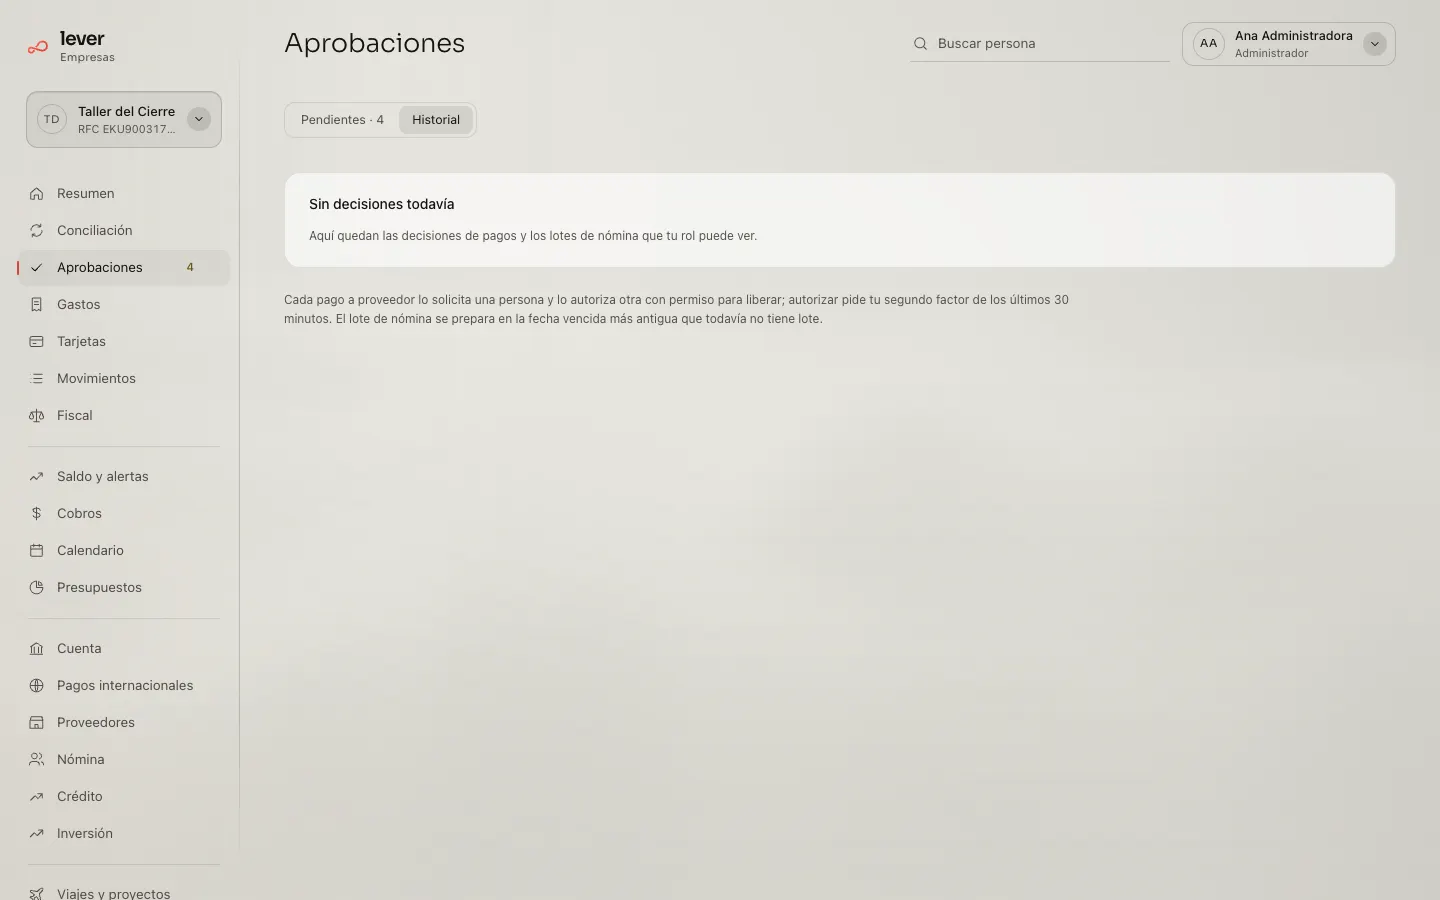 lever
Empresas
TD
Taller del Cierre
RFC EKU900317...
Resumen
Conciliación
Aprobaciones
4
Gastos
Tarjetas
Movimientos
Fiscal
Saldo y alertas
Cobros
Calendario
Presupuestos
Cuenta
Pagos internacionales
Proveedores
Nómina
Crédito
Inversión
Viajes y proyectos
Aprobaciones
Buscar persona
AA
Ana Administradora
Administrador
Pendientes · 4
Historial
Sin decisiones todavía
Aquí quedan las decisiones de pagos y los lotes de nómina que tu rol puede ver.
Cada pago a proveedor lo solicita una persona y lo autoriza otra con permiso para liberar; autorizar pide tu segundo factor de los últimos 30
minutos. El lote de nómina se prepara en la fecha vencida más antigua que todavía no tiene lote.